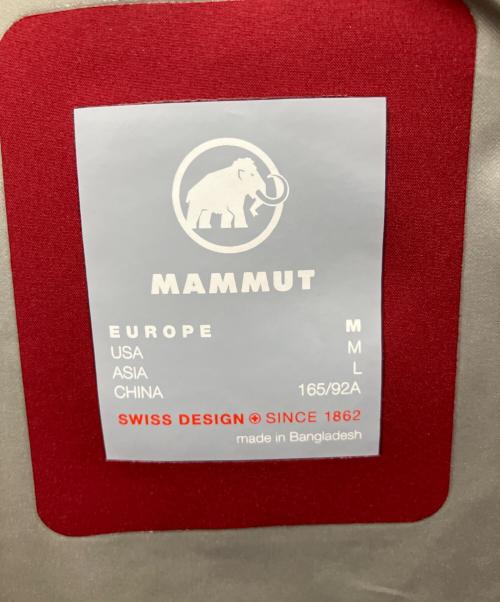 MAMMUT
EUROPE M
USA M
ASIA L
CHINA 165/92A
SWISS DESIGN SINCE 1862
made in Bangladesh